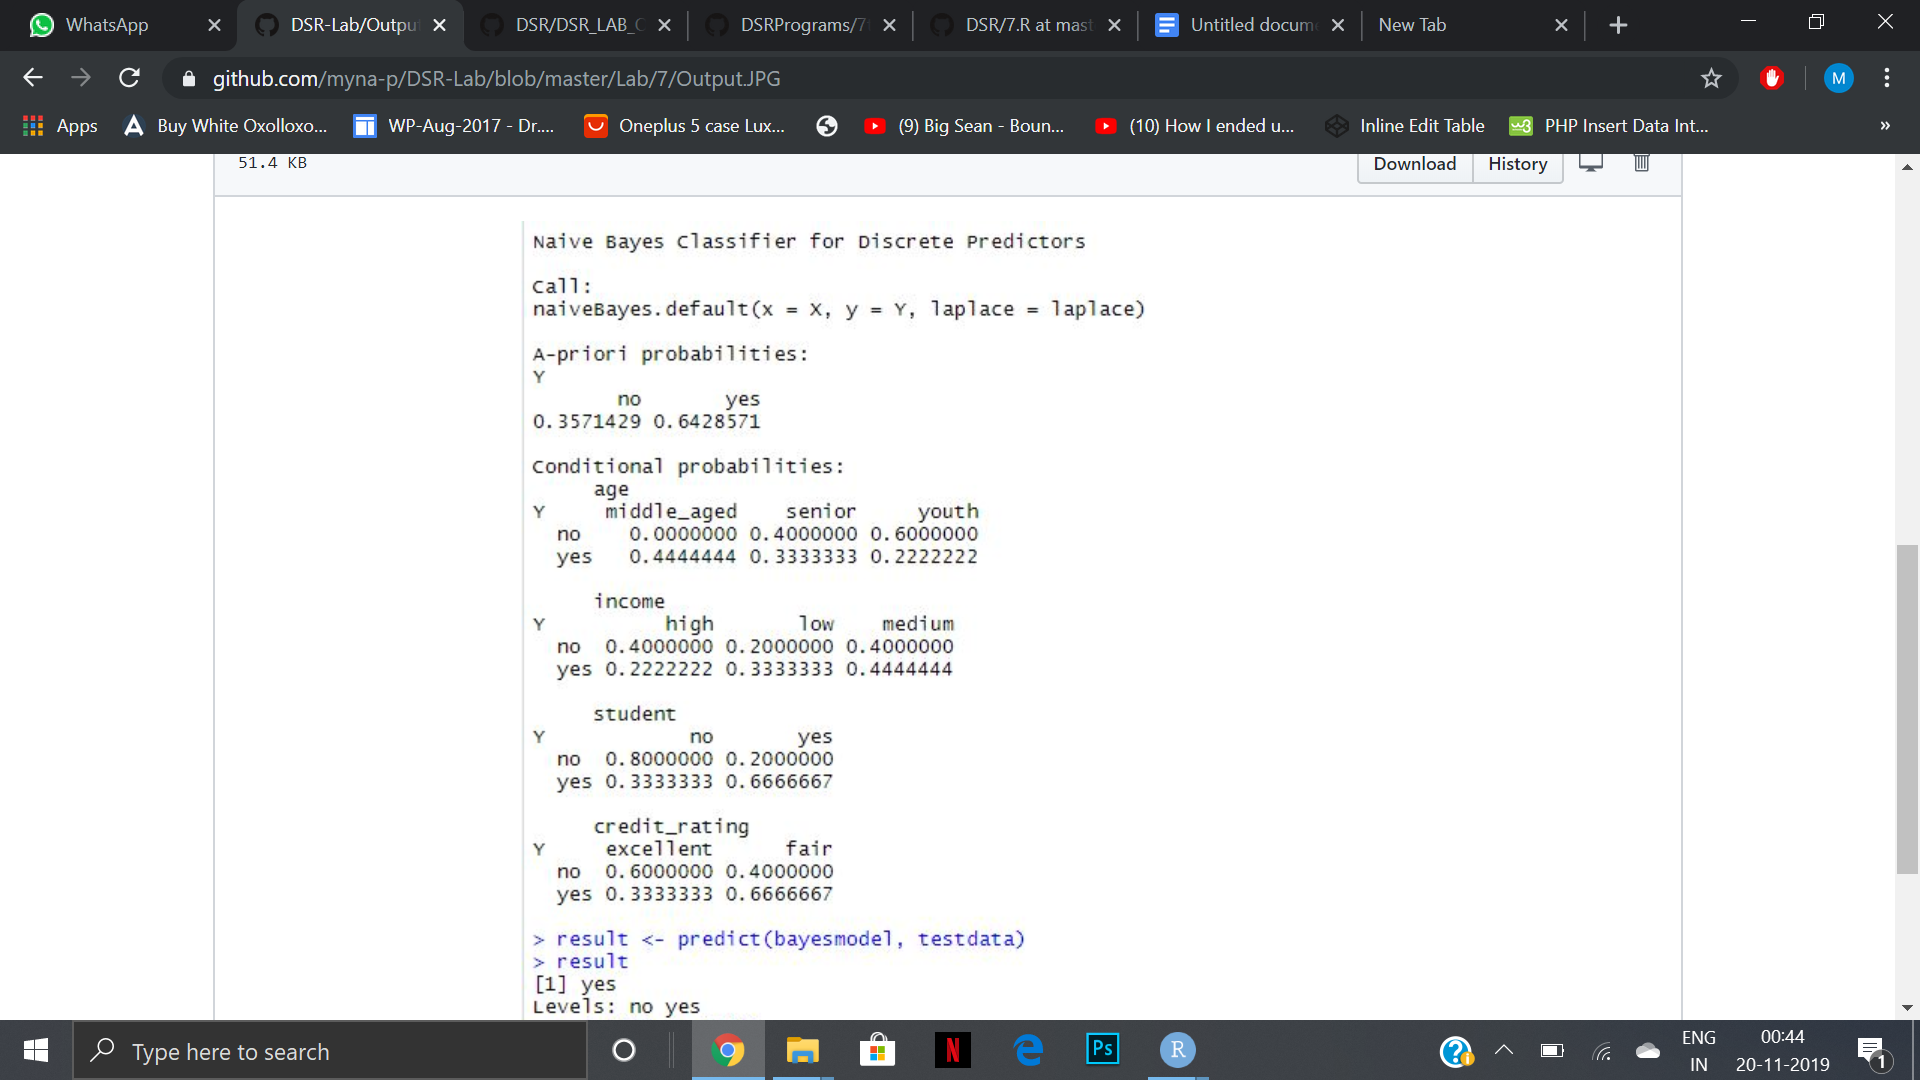 WhatsApp
DSR-Lab/Outpu
DSR/DSR_LAB_C
DSRPrograms/7
DSR/7.R at mast
Untitled docum
New Tab
github.com/myna-p/DSR-Lab/blob/master/Lab/7/Output.JPG
M
Apps
Buy White Oxolloxo...
WP-Aug-2017 - Dr....
Oneplus 5 case Lux...
(9) Big Sean - Boun...
(10) How I ended u...
Inline Edit Table
PHP Insert Data Int...
»
51.4 KB
Download
History
Naive Bayes Classifier for Discrete Predictors
Call:
naiveBayes.default(x = X, y = Y, laplace = laplace)
A-priori probabilities:
Y
no yes
0.3571429 0.6428571
Conditional probabilities:
age
Y middle_aged senior youth
no 0.0000000 0.4000000 0.6000000
yes 0.4444444 0.3333333 0.2222222
income
Y high low medium
no 0.4000000 0.2000000 0.4000000
yes 0.2222222 0.3333333 0.4444444
student
Y no yes
no 0.8000000 0.2000000
yes 0.3333333 0.6666667
credit_rating
Y excellent fair
no 0.6000000 0.4000000
yes 0.3333333 0.6666667
> result <- predict(bayesmodel, testdata)
> result
[1] yes
Levels: no yes
Type here to search
N
Ps
R
ENG
IN
00:44
20-11-2019
1